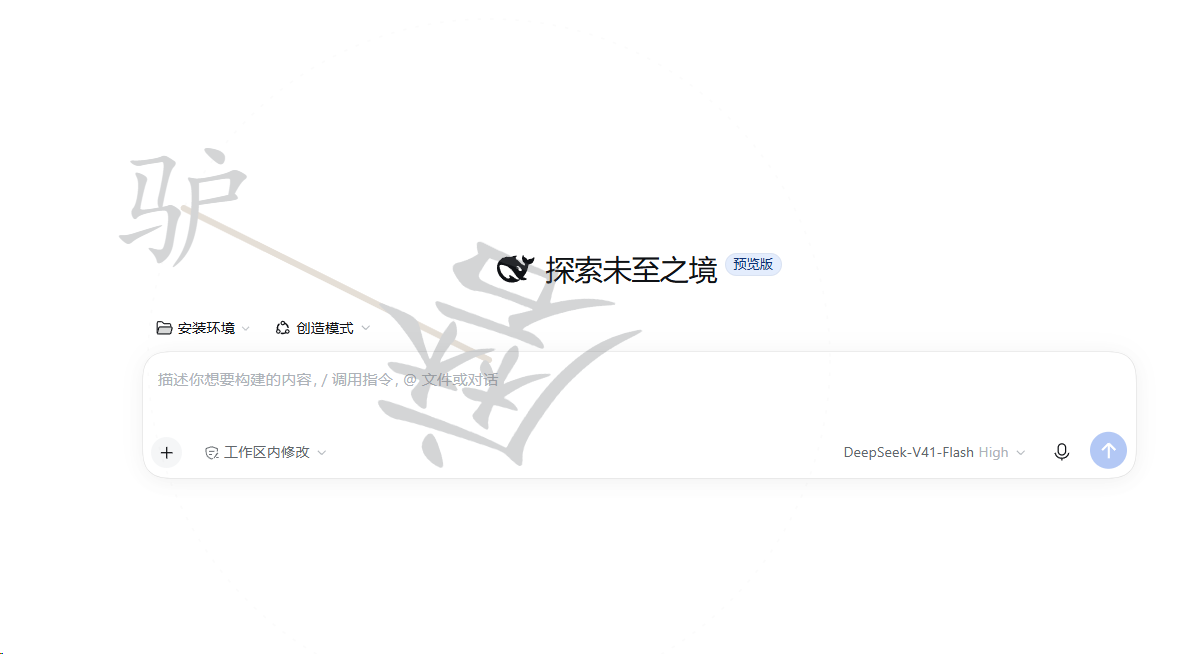 驴
探索未至之境 预览版
安装环境 创造模式
描述你想要构建的内容, / 调用指令, @ 文件或对话
工作区内修改 DeepSeek-V41-Flash High